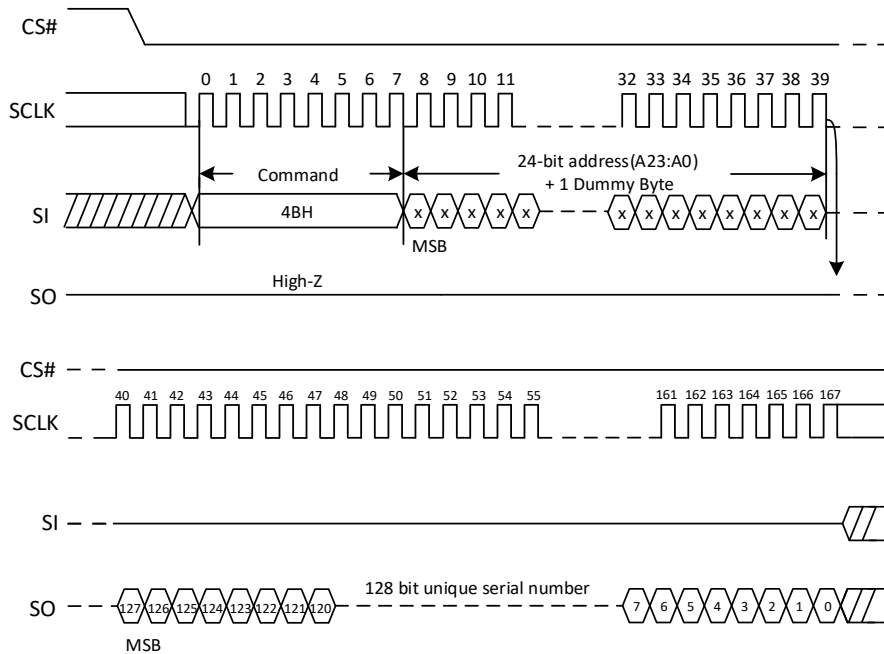 CS#
0 1 2 3 4 5 6 7 8 9 10 11 32 33 34 35 36 37 38 39
SCLK
Command
24-bit address(A23:A0)
+ 1 Dummy Byte
SI
4BH
x x x x x x x x x x x x x
MSB
High-Z
SO
CS#
40 41 42 43 44 45 46 47 48 49 50 51 52 53 54 55 161 162 163 164 165 166 167
SCLK
SI
128 bit unique serial number
SO
127 126 125 124 123 122 121 120 7 6 5 4 3 2 1 0
MSB